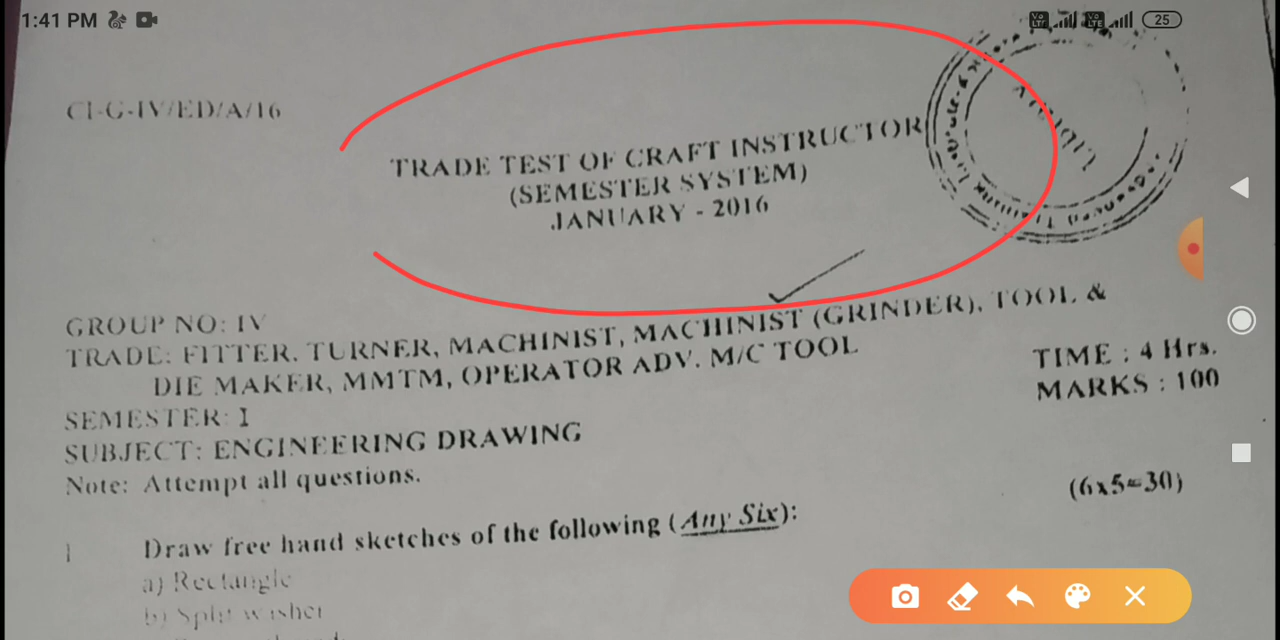 1:41 PM
25
CI-G-IV/ED/A/16
TRADE TEST OF CRAFT INSTRUCTOR
(SEMESTER SYSTEM)
JANUARY - 2016
Library
GROUP NO: IV
TRADE: FITTER, TURNER, MACHINIST, MACHINIST (GRINDER), TOOL &
DIE MAKER, MMTM, OPERATOR ADV. M/C TOOL
TIME : 4 Hrs.
SEMESTER: I
MARKS : 100
SUBJECT: ENGINEERING DRAWING
Note: Attempt all questions.
(6x5=30)
1 Draw free hand sketches of the following (Any Six):
a) Rectangle
b) Split wisher